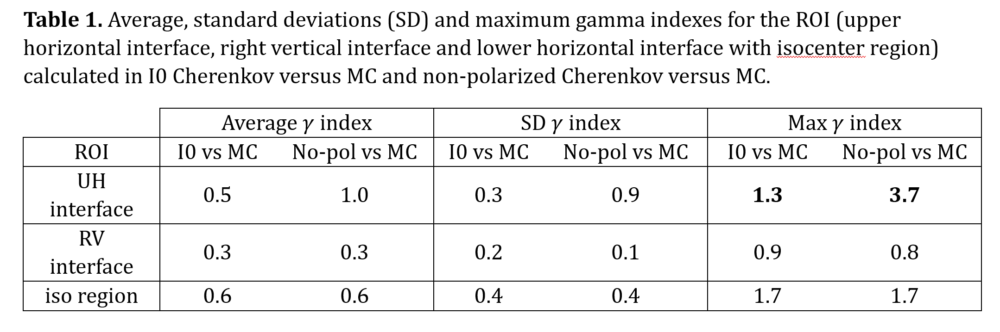 Table 1. Average, standard deviations (SD) and maximum gamma indexes for the ROI (upper
horizontal interface, right vertical interface and lower horizontal interface with isocenter region)
calculated in I0 Cherenkov versus MC and non-polarized Cherenkov versus MC.
Average γ index SD γ index Max γ index
ROI I0 vs MC No-pol vs MC I0 vs MC No-pol vs MC I0 vs MC No-pol vs MC
UH
interface
0.5 1.0 0.3 0.9 1.3 3.7
RV
interface
0.3 0.3 0.2 0.1 0.9 0.8
iso region 0.6 0.6 0.4 0.4 1.7 1.7